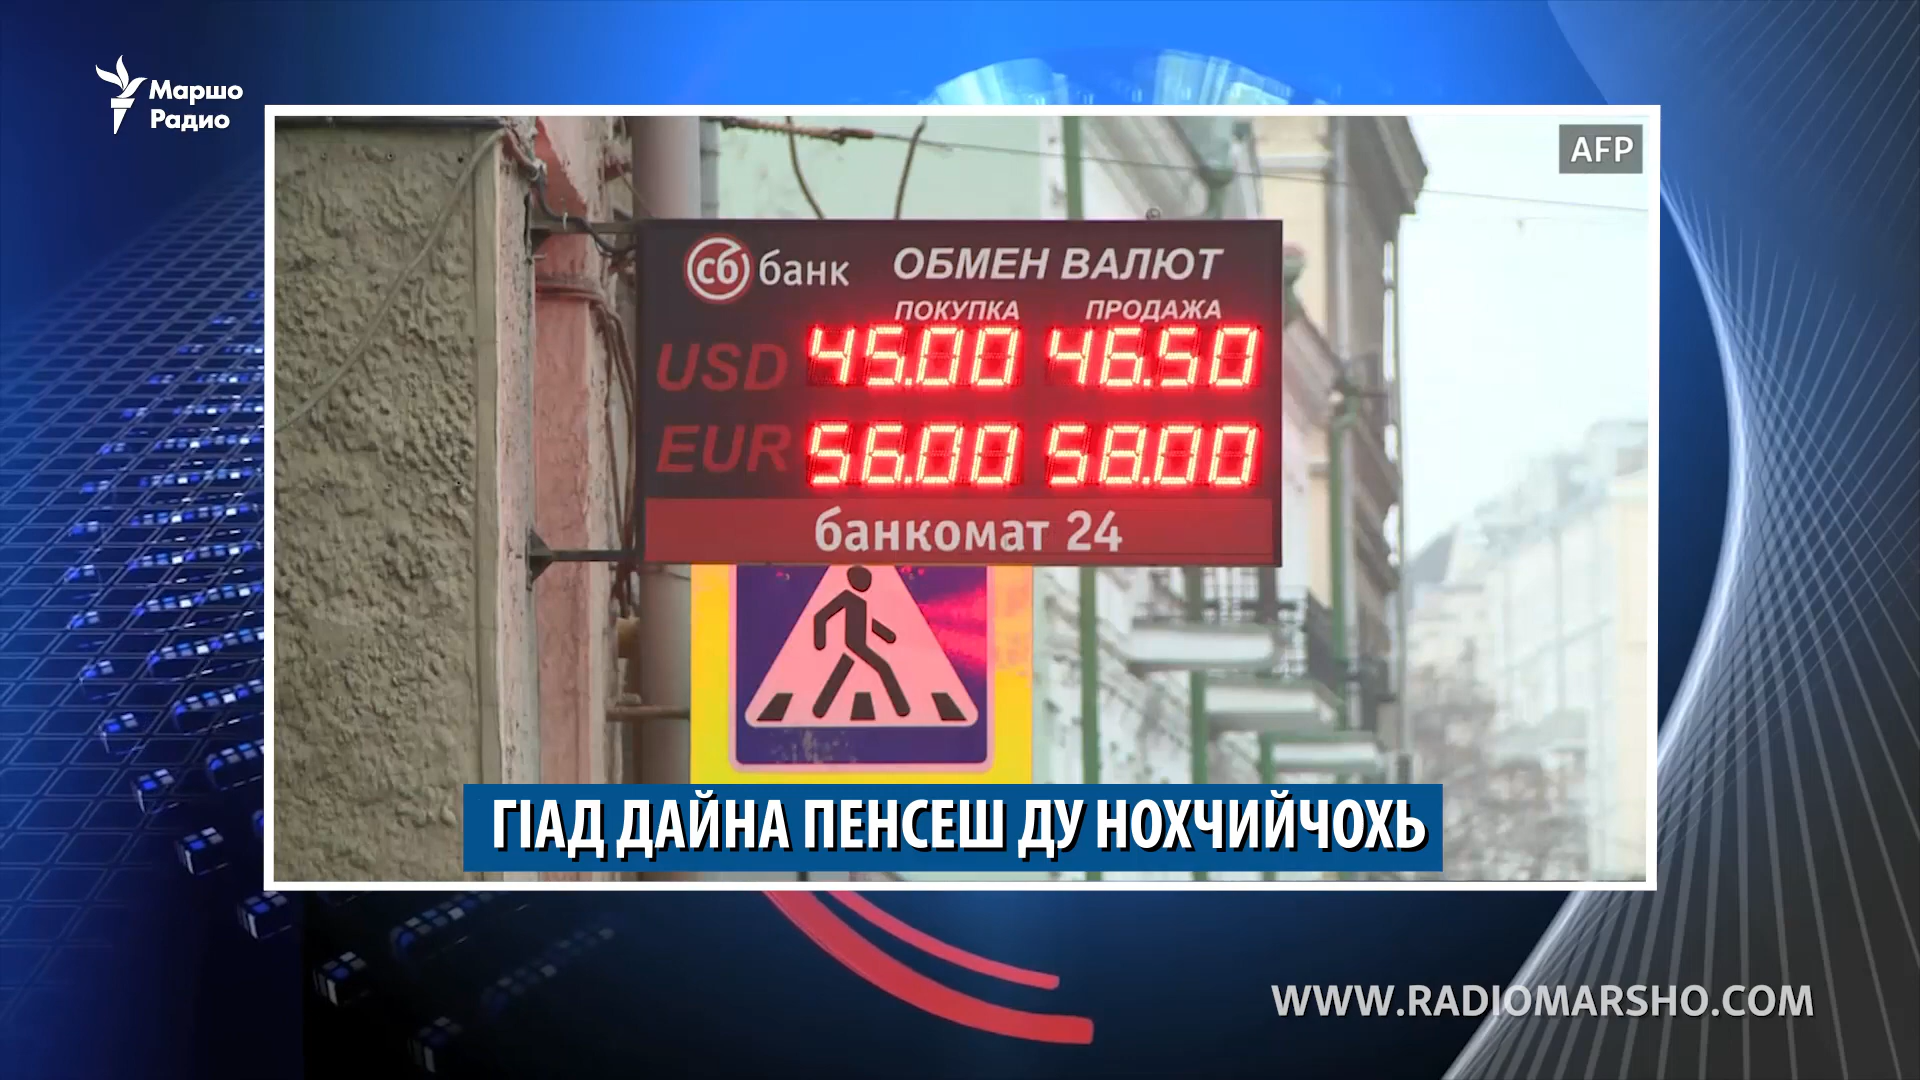 Маршо
Радио
AFP
сб банк
ОБМЕН ВАЛЮТ
ПОКУПКА ПРОДАЖА
USD 45.00 46.50
EUR 56.00 58.00
банкомат 24
ГІАД ДАЙНА ПЕНСЕШ ДУ НОХЧИЙЧОХЬ
WWW.RADIOMARSHO.COM